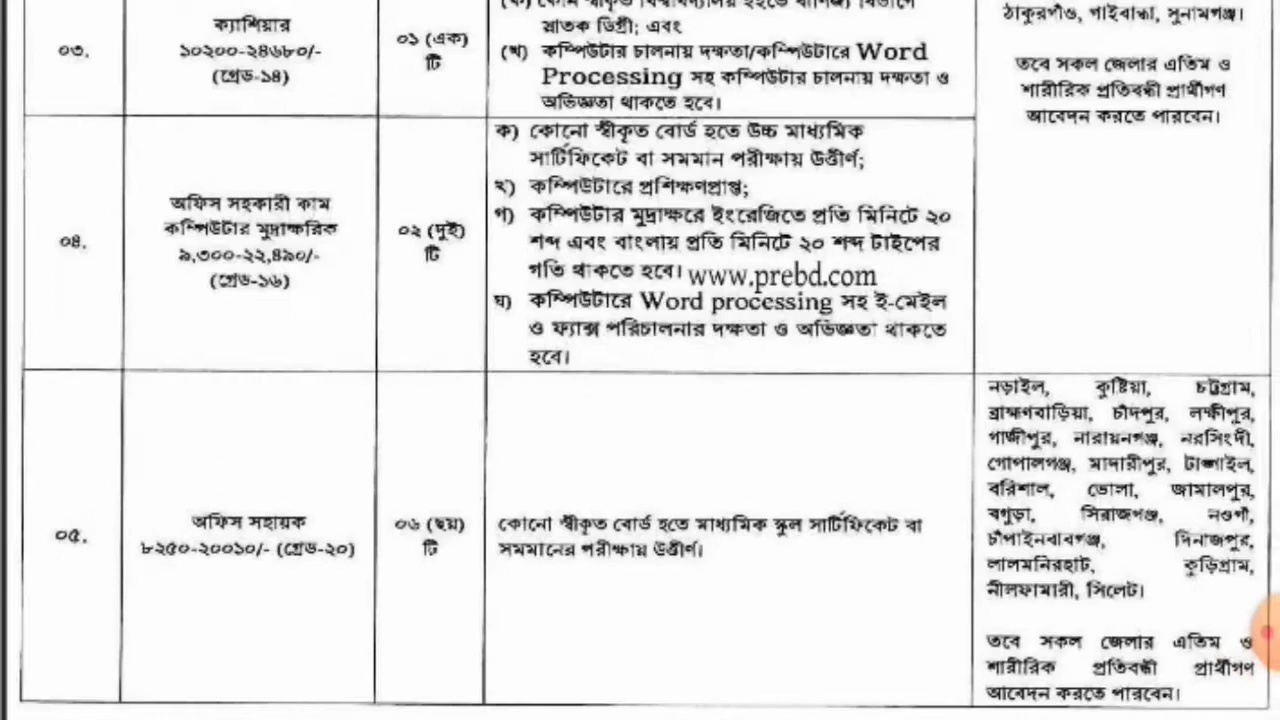 ০৩.
ক্যাশিয়ার
১০২০০-২৪৬৮০/-
(গ্রেড-১৪)
০১ (এক)
টি
স্নাতক ডিগ্রী; এবং
(খ) কম্পিউটার চালনায় দক্ষতা/কম্পিউটারে Word
Processing সহ কম্পিউটার চালনায় দক্ষতা ও
অভিজ্ঞতা থাকতে হবে।
ঠাকুরগাঁও, গাইবান্ধা, সুনামগঞ্জ।
তবে সকল জেলার এতিম ও
শারীরিক প্রতিবন্ধী প্রার্থীগণ
আবেদন করতে পারবেন।
০৪.
অফিস সহকারী কাম
কম্পিউটার মুদ্রাক্ষরিক
৯,৩০০-২২,৪৯০/-
(গ্রেড-১৬)
০২ (দুই)
টি
ক) কোনো স্বীকৃত বোর্ড হতে উচ্চ মাধ্যমিক
সার্টিফিকেট বা সমমান পরীক্ষায় উত্তীর্ণ;
খ) কম্পিউটারে প্রশিক্ষণপ্রাপ্ত;
গ) কম্পিউটার মুদ্রাক্ষরে ইংরেজিতে প্রতি মিনিটে ২০
শব্দ এবং বাংলায় প্রতি মিনিটে ২০ শব্দ টাইপের
গতি থাকতে হবে। www.prebd.com
ঘ) কম্পিউটারে Word processing সহ ই-মেইল
ও ফ্যাক্স পরিচালনার দক্ষতা ও অভিজ্ঞতা থাকতে
হবে।
০৫.
অফিস সহায়ক
৮২৫০-২০০১০/- (গ্রেড-২০)
০৬ (ছয়)
টি
কোনো স্বীকৃত বোর্ড হতে মাধ্যমিক স্কুল সার্টিফিকেট বা
সমমানের পরীক্ষায় উত্তীর্ণ।
নড়াইল, কুষ্টিয়া, চট্টগ্রাম,
ব্রাহ্মণবাড়িয়া, চাঁদপুর, লক্ষীপুর,
গাজীপুর, নারায়নগঞ্জ, নরসিংদী,
গোপালগঞ্জ, মাদারীপুর, টাঙ্গাইল,
বরিশাল, ভোলা, জামালপুর,
বগুড়া, সিরাজগঞ্জ, নওগাঁ,
চাঁপাইনবাবগঞ্জ, দিনাজপুর,
লালমনিরহাট, কুড়িগ্রাম,
নীলফামারী, সিলেট।
তবে সকল জেলার এতিম ও
শারীরিক প্রতিবন্ধী প্রার্থীগণ
আবেদন করতে পারবেন।